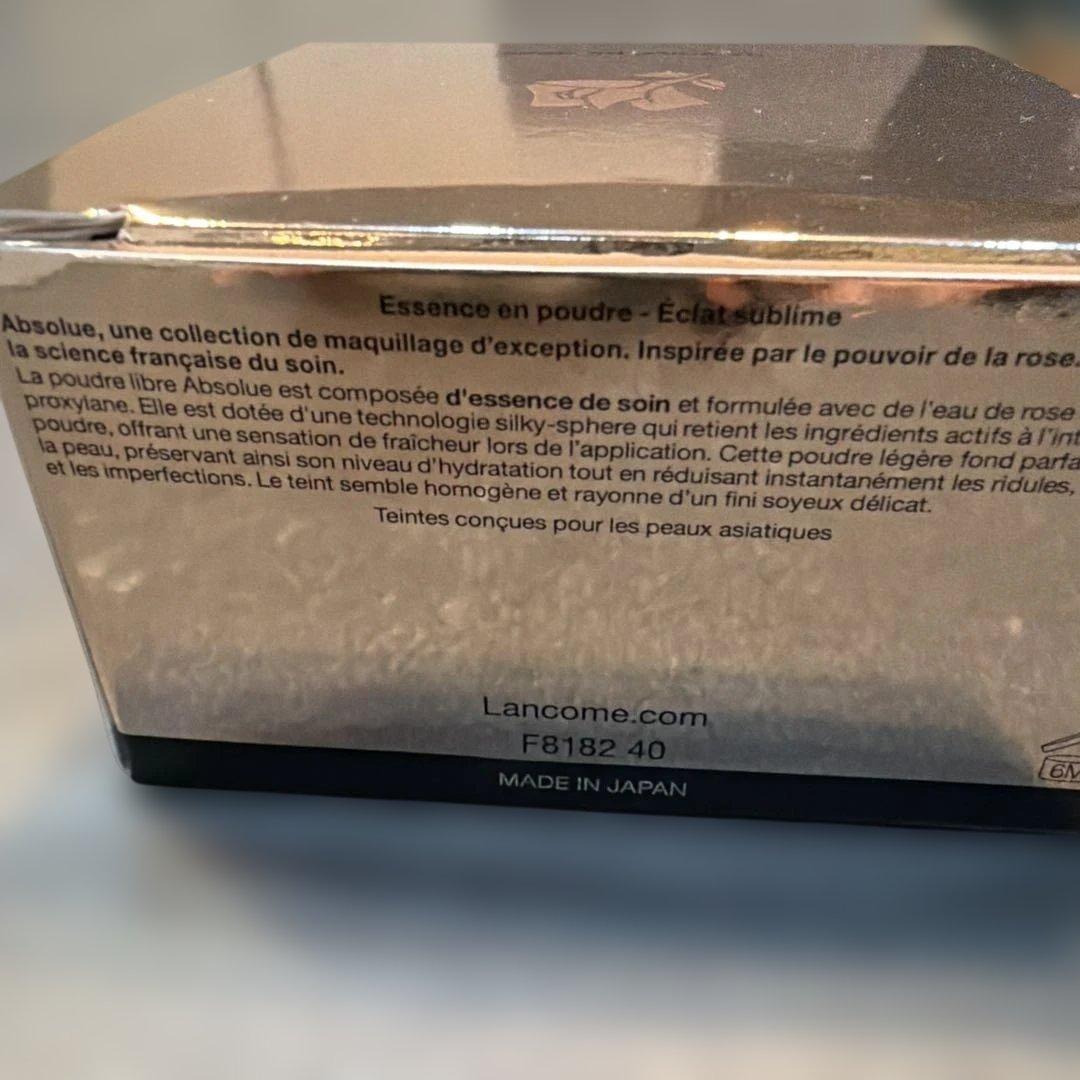 Essence en poudre - Éclat sublime
Absolue, une collection de maquillage d'exception. Inspirée par le pouvoir de la rose.
la science française du soin.
La poudre libre Absolue est composée d'essence de soin et formulée avec de l'eau de rose
proxylane. Elle est dotée d'une technologie silky-sphere qui retient les ingrédients actifs à l'int
poudre, offrant une sensation de fraîcheur lors de l'application. Cette poudre légère fond parfa
la peau, préservant ainsi son niveau d'hydratation tout en réduisant instantanément les ridules,
et les imperfections. Le teint semble homogène et rayonne d'un fini soyeux délicat.
Teintes conçues pour les peaux asiatiques
Lancome.com
F8182 40
6M
MADE IN JAPAN